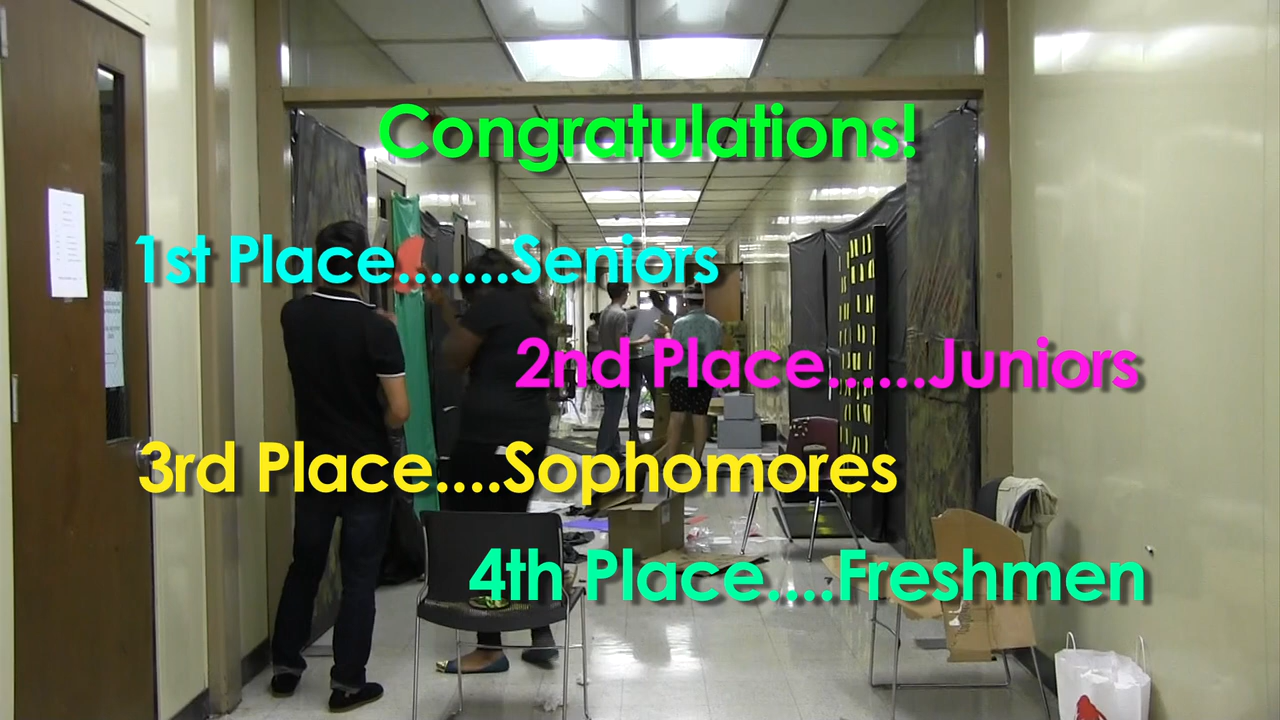 Congratulations!
1st Place.......Seniors
2nd Place......Juniors
3rd Place....Sophomores
4th Place....Freshmen